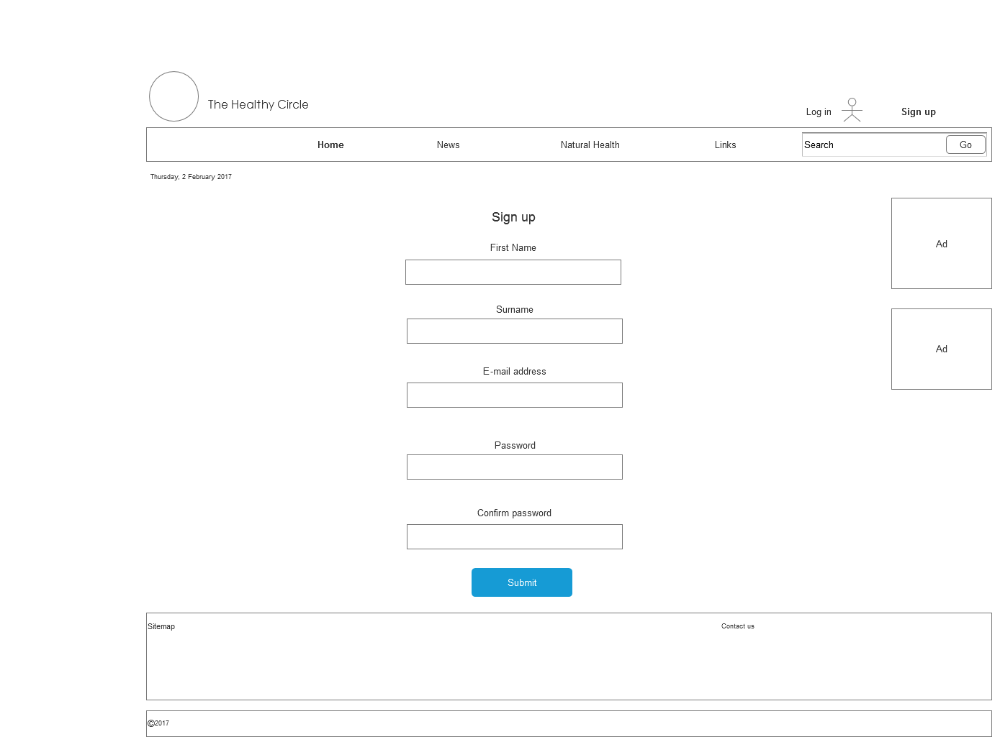 The Healthy Circle
Log in
Sign up
Home
News
Natural Health
Links
Search
Go
Thursday, 2 February 2017
Sign up
First Name
Surname
E-mail address
Password
Confirm password
Submit
Ad
Ad
Sitemap
Contact us
©2017